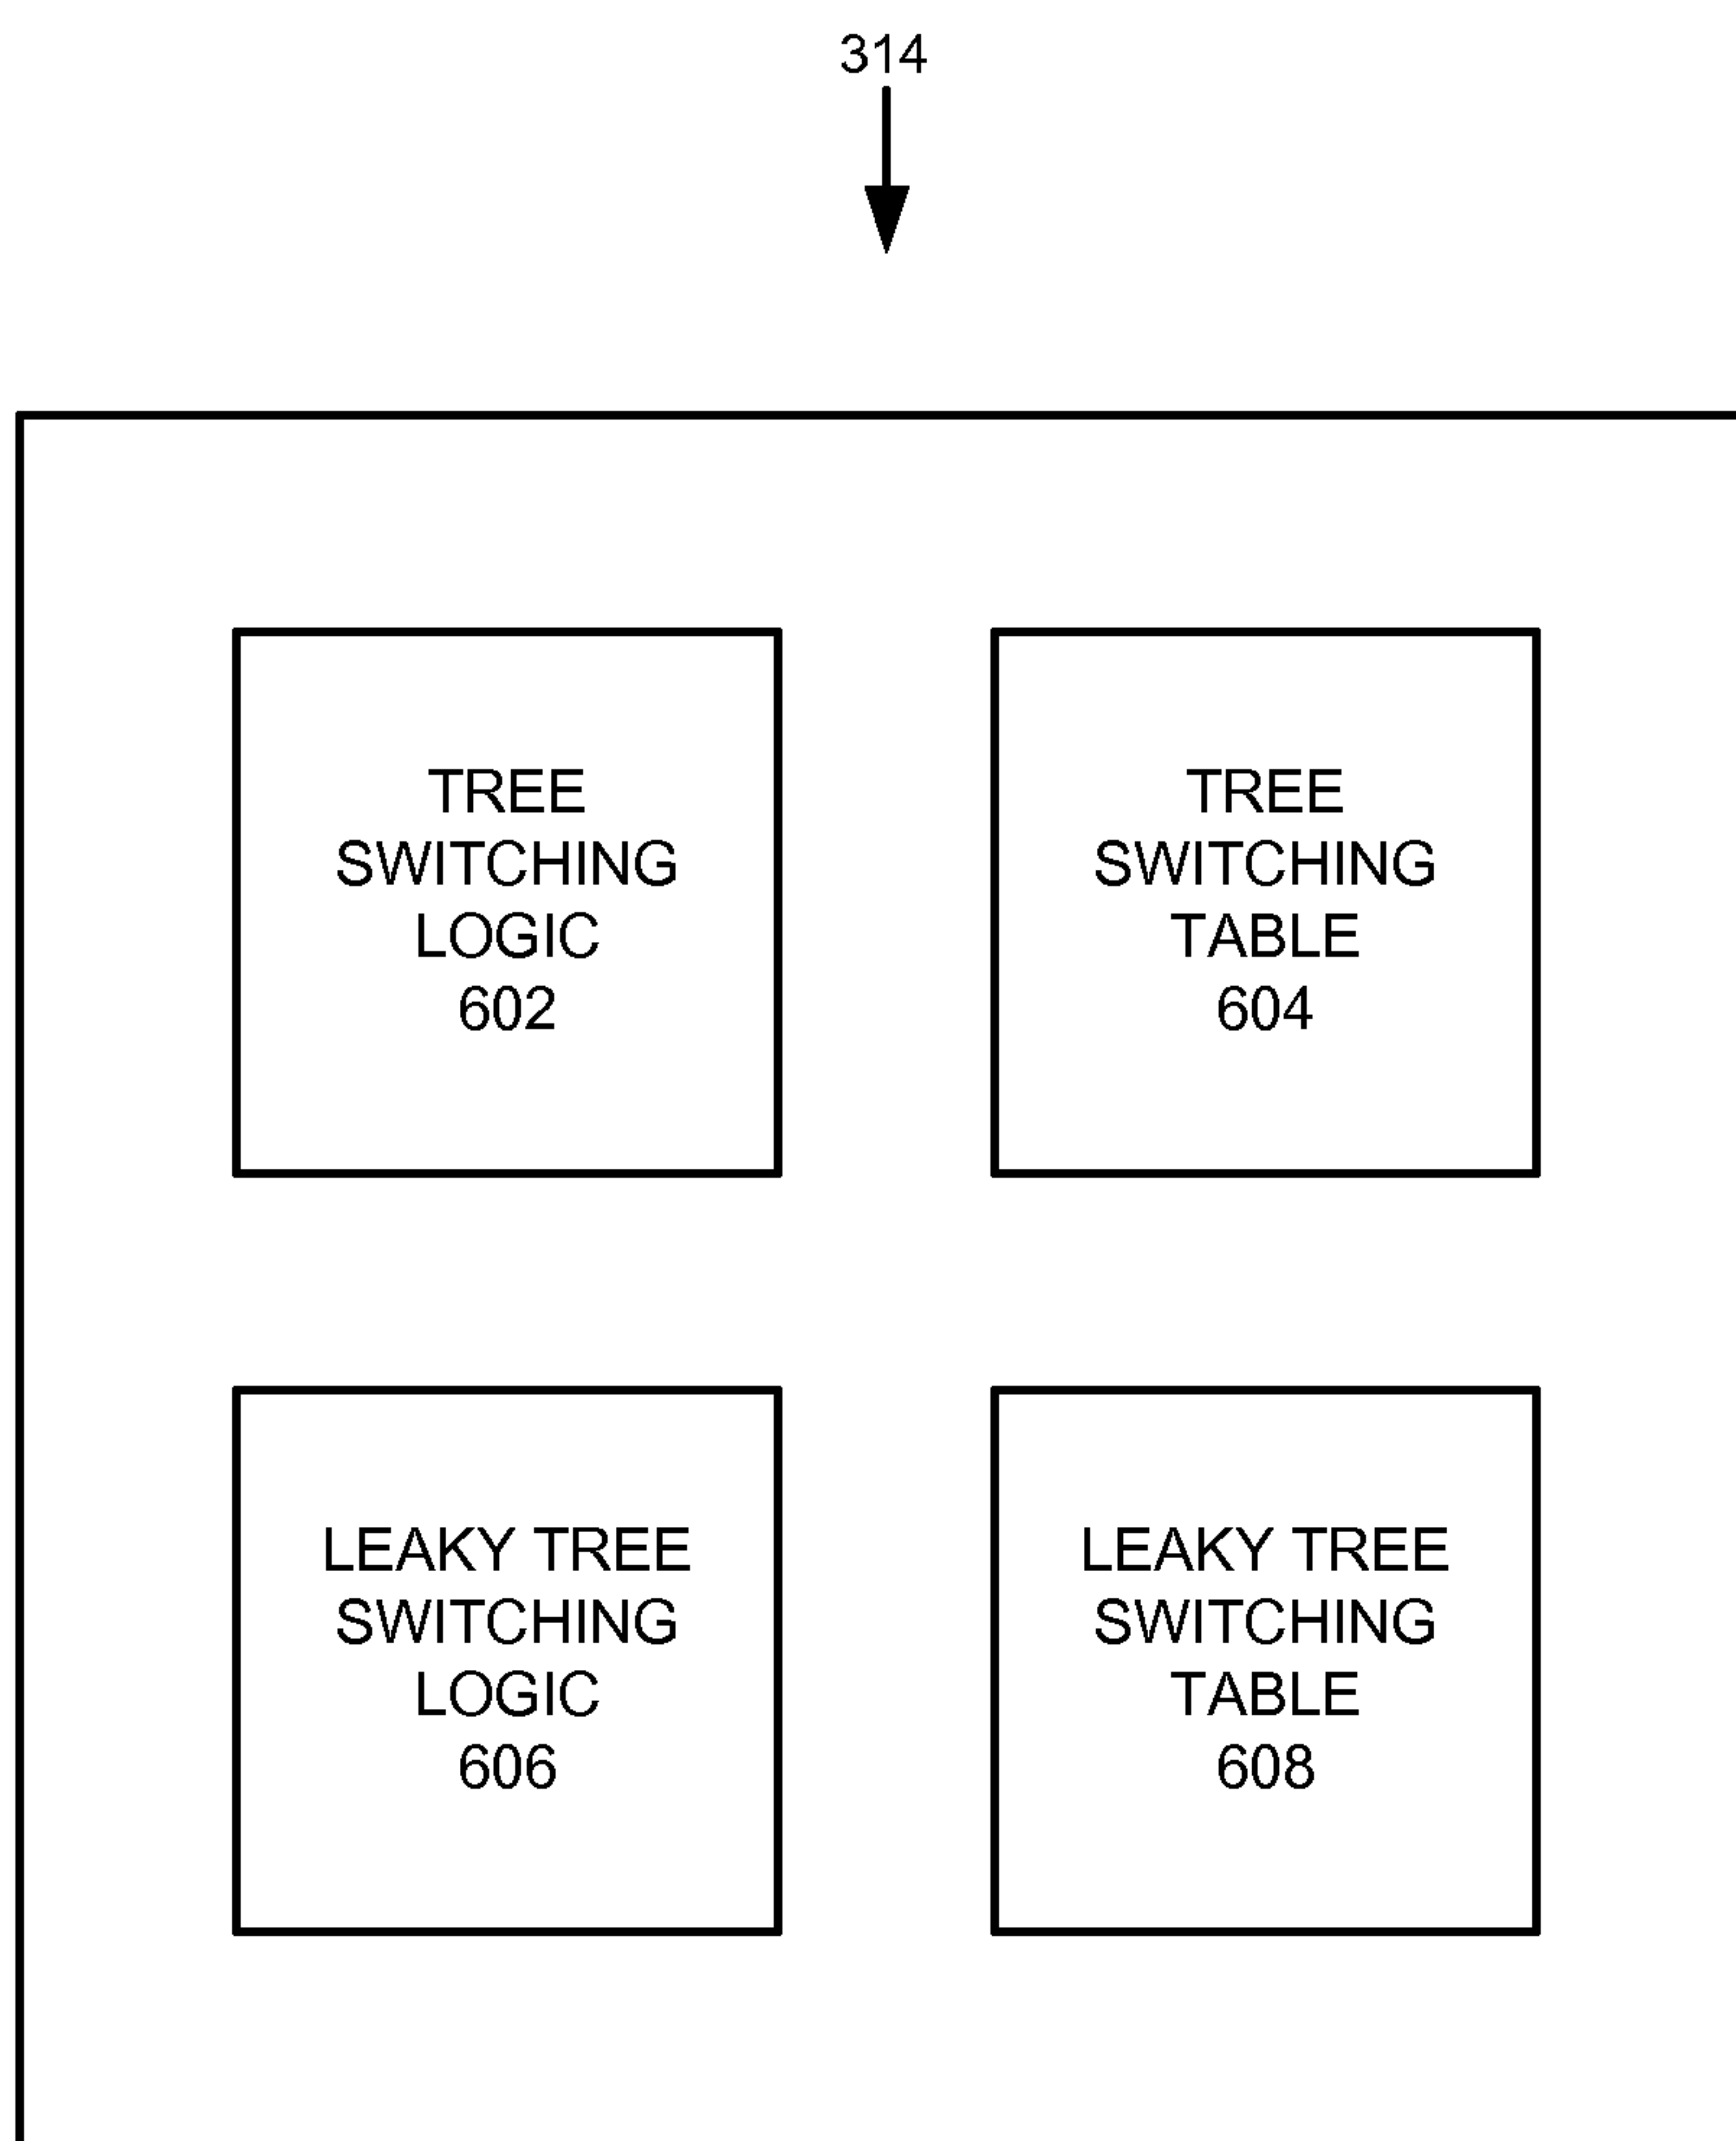 314
TREE
SWITCHING
LOGIC
602
TREE
SWITCHING
TABLE
604
LEAKY TREE
SWITCHING
LOGIC
606
LEAKY TREE
SWITCHING
TABLE
608